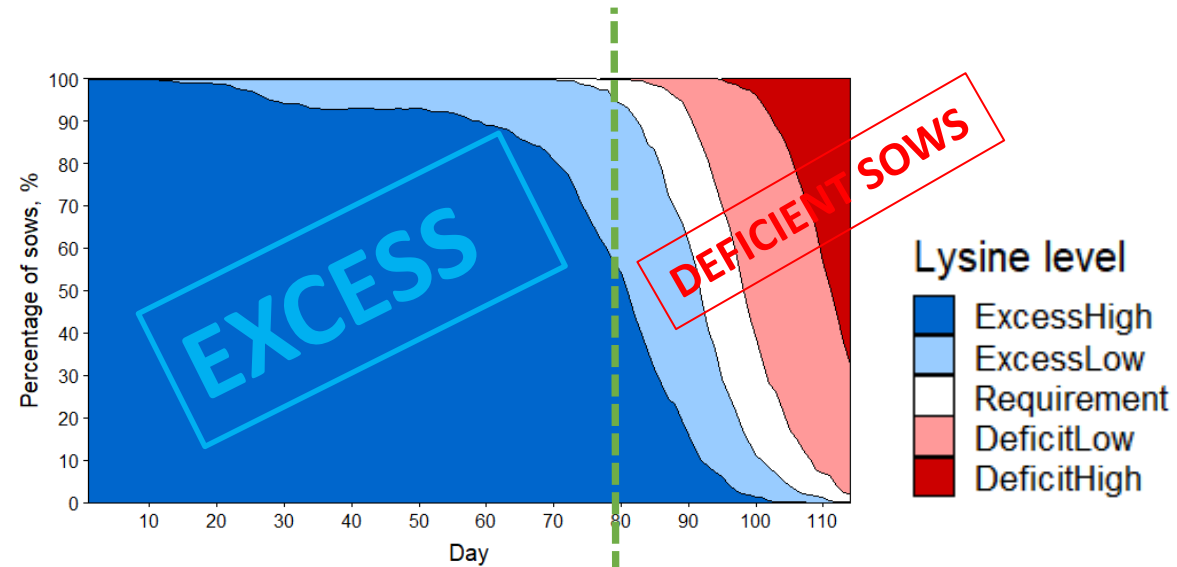 100
90
80
70
60
50
40
30
20
10
0
Percentage of sows, %
10 20 30 40 50 60 70 80 90 100 110
Day
EXCESS
DEFICIENT SOWS
Lysine level
ExcessHigh
ExcessLow
Requirement
DeficitLow
DeficitHigh